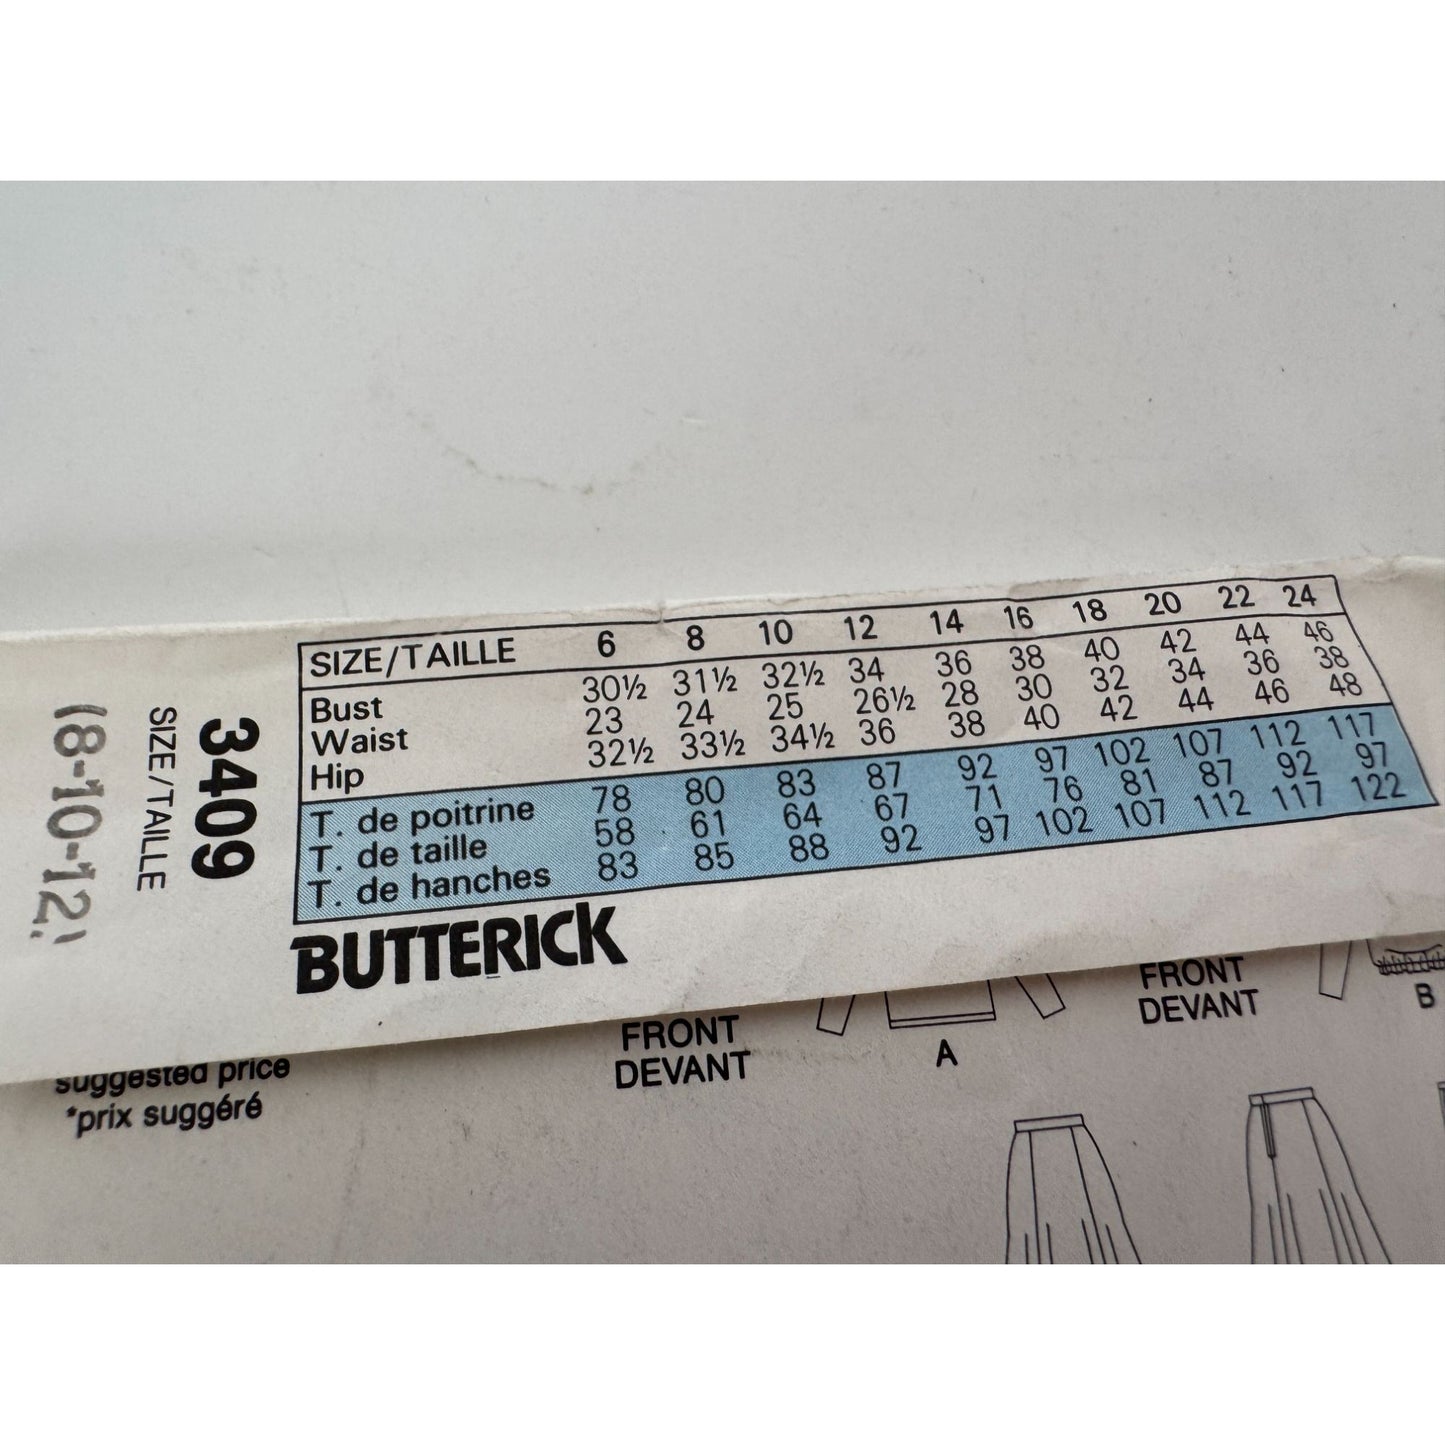 SIZE/TAILLE 6 8 10 12 14 16 18 20 22 24
Bust 30½ 31½ 32½ 34 36 38 40 42 44 46
Waist 23 24 25 26½ 28 30 32 34 36 38
Hip 32½ 33½ 34½ 36 38 40 42 44 46 48
T. de poitrine 78 80 83 87 92 97 102 107 112 117
T. de taille 58 61 64 67 71 76 81 87 92 97
T. de hanches 83 85 88 92 97 102 107 112 117 122
BUTTERICK
3409
SIZE/TAILLE
(8-10-12)
suggested price
*prix suggéré
FRONT
DEVANT
A
FRONT
DEVANT
B